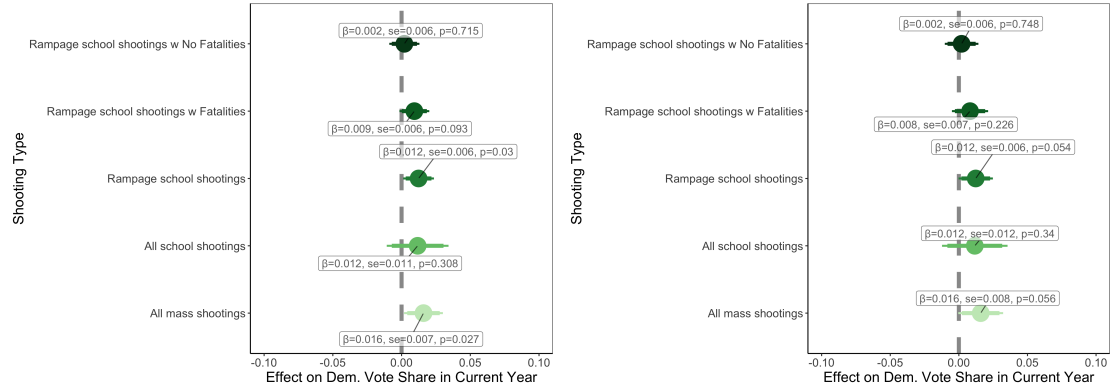 Shooting Type
Rampage school shootings w No Fatalities
β=0.002, se=0.006, p=0.715
Rampage school shootings w Fatalities
β=0.009, se=0.006, p=0.093
β=0.012, se=0.006, p=0.03
Rampage school shootings
All school shootings
β=0.012, se=0.011, p=0.308
All mass shootings
β=0.016, se=0.007, p=0.027
-0.10 -0.05 0.00 0.05 0.10
Effect on Dem. Vote Share in Current Year
Shooting Type
β=0.002, se=0.006, p=0.748
Rampage school shootings w No Fatalities
Rampage school shootings w Fatalities
β=0.008, se=0.007, p=0.226
β=0.012, se=0.006, p=0.054
Rampage school shootings
β=0.012, se=0.012, p=0.34
All school shootings
β=0.016, se=0.008, p=0.056
All mass shootings
-0.10 -0.05 0.00 0.05 0.10
Effect on Dem. Vote Share in Current Year